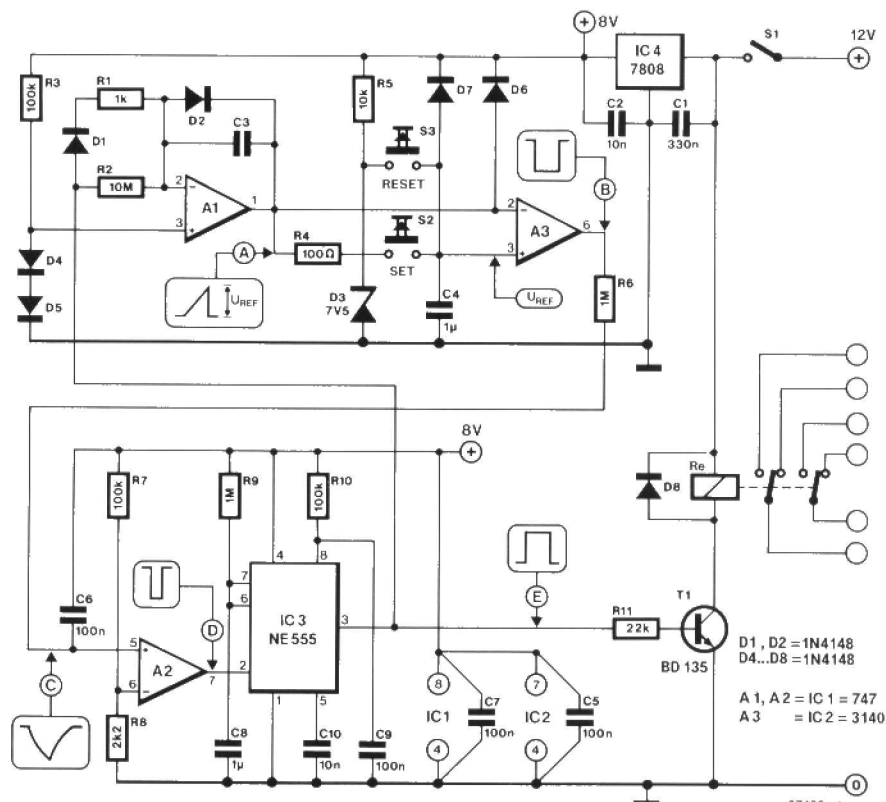 8V
S1
12V
IC 4
7808
R3
100k
R1
1k
D2
R5
10k
D7
D6
C2
10n
C1
330n
D1
C3
S3
R2
10M
RESET
B
2
1
A1
3
2
6
A3
3
A
R4
100Ω
S2
SET
D4
D5
UREF
D3
7V5
C4
1µ
UREF
R6
1M
8V
R7
100k
R9
1M
R10
100k
Re
D8
4
8
7
6
IC 3
NE555
3
E
C6
100n
D
R11
22k
T1
BD 135
5
A2
7
2
6
C
1
5
R8
2k2
C8
1µ
C10
10n
C9
100n
8
IC1
4
C7
100n
7
IC2
4
C5
100n
D1, D2 = 1N4148
D4...D8 = 1N4148
A1, A2 = IC 1 = 747
A3 = IC 2 = 3140
0